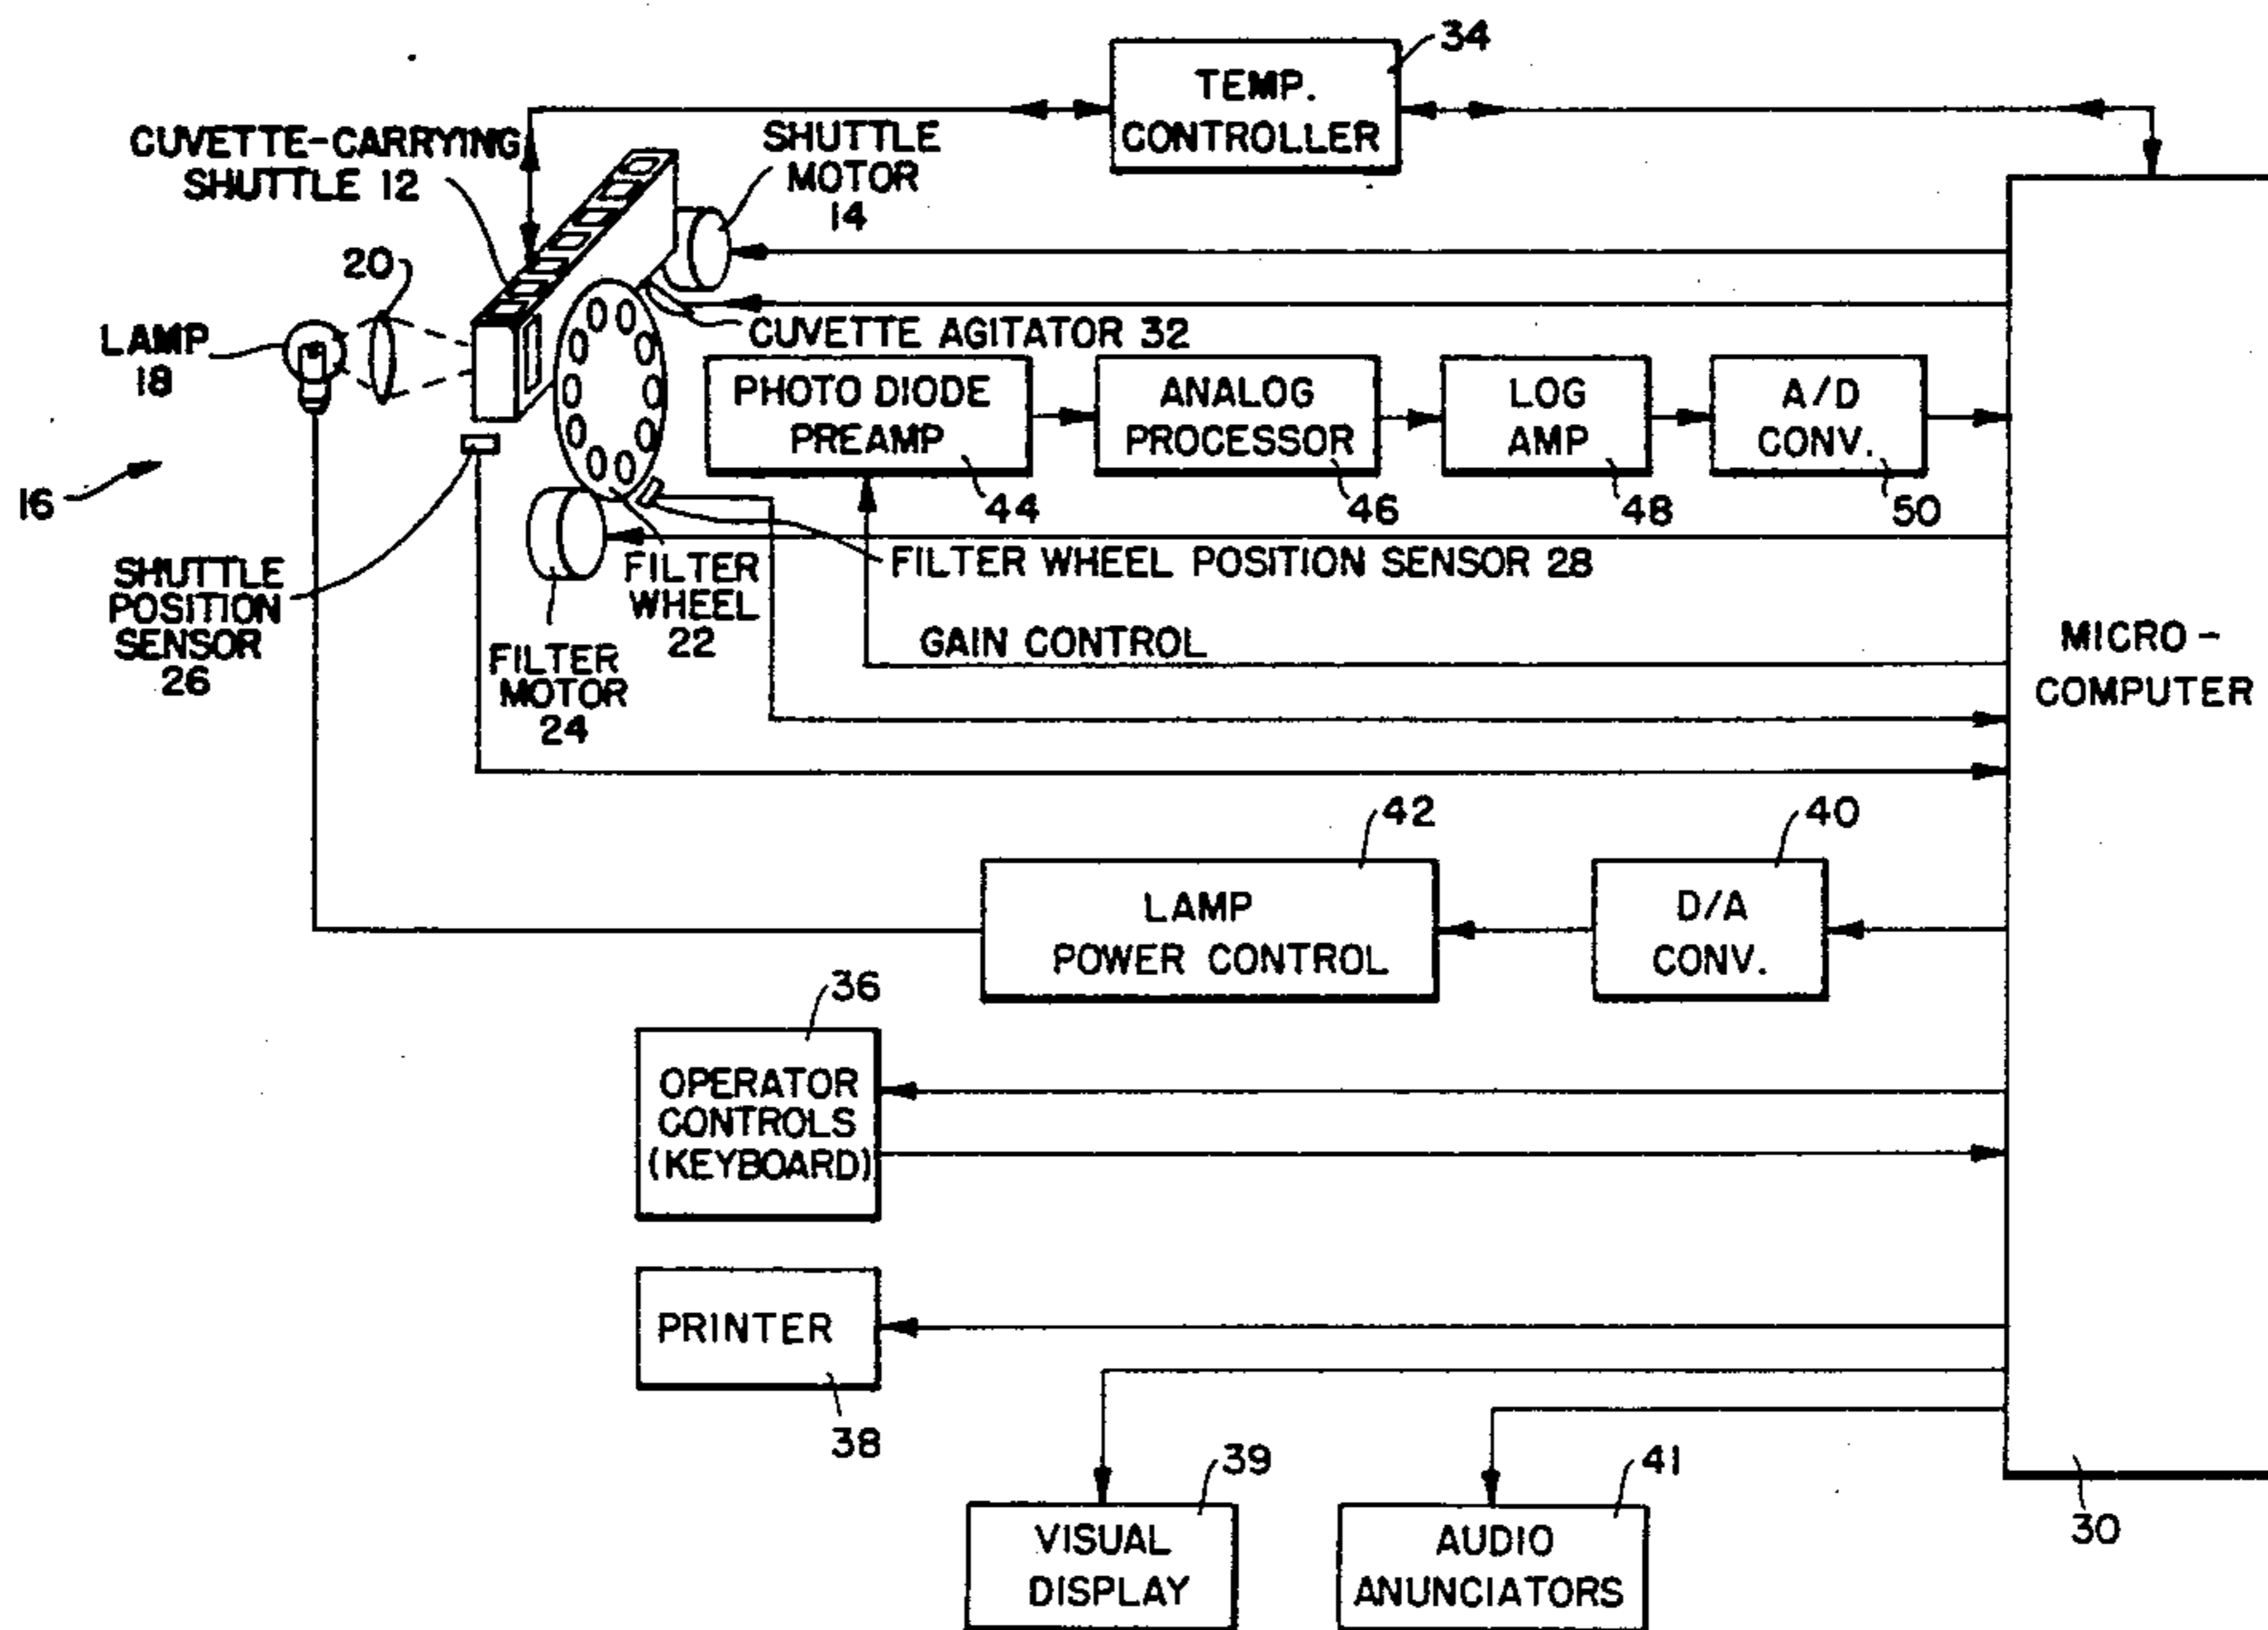 34
TEMP.
CONTROLLER
CUVETTE-CARRYING
SHUTTLE 12
SHUTTLE
MOTOR
14
20
LAMP
18
CUVETTE AGITATOR 32
PHOTO DIODE
PREAMP
44
ANALOG
PROCESSOR
46
LOG
AMP
48
A/D
CONV.
50
16
SHUTTLE
POSITION
SENSOR
26
FILTER
MOTOR
24
FILTER
WHEEL
22
FILTER WHEEL POSITION SENSOR 28
GAIN CONTROL
MICRO-
COMPUTER
42
LAMP
POWER CONTROL
40
D/A
CONV.
36
OPERATOR
CONTROLS
(KEYBOARD)
PRINTER
38
39
VISUAL
DISPLAY
41
AUDIO
ANUNCIATORS
30